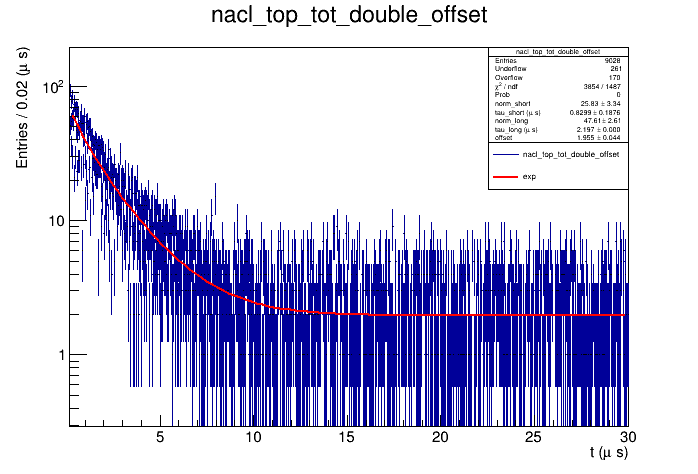 nacl_top_tot_double_offset
Entries / 0.02 (μ s)
10²
10
1
nacl_top_tot_double_offset
Entries 9028
Underflow 261
Overflow 170
χ² / ndf 3854 / 1487
Prob 0
norm_short 25.83 ± 3.34
tau_short (μ s) 0.8299 ± 0.1876
norm_long 47.61 ± 2.61
tau_long (μ s) 2.197 ± 0.000
offset 1.955 ± 0.044
nacl_top_tot_double_offset
exp
5 10 15 20 25 30
t (μ s)